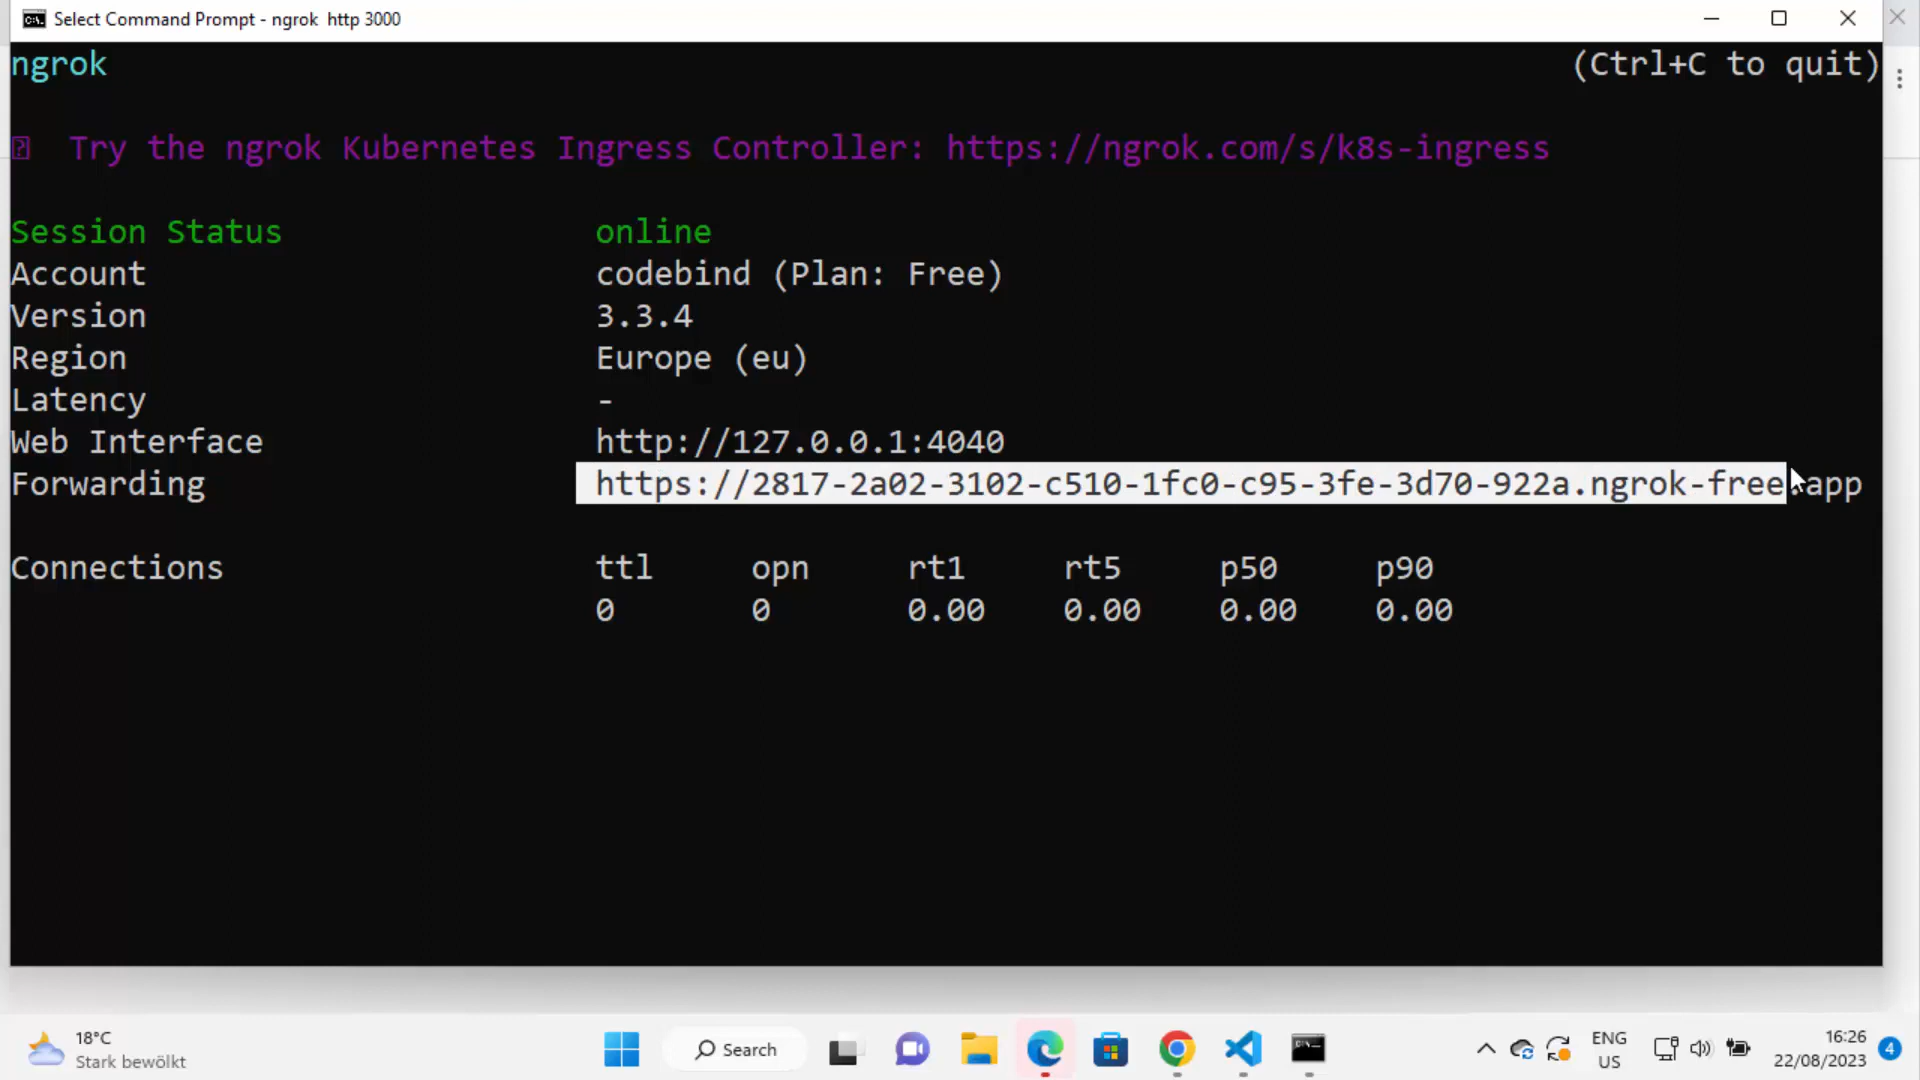 Select Command Prompt - ngrok  http 3000
ngrok (Ctrl+C to quit)
Try the ngrok Kubernetes Ingress Controller: https://ngrok.com/s/k8s-ingress
Session Status online
Account codebind (Plan: Free)
Version 3.3.4
Region Europe (eu)
Latency -
Web Interface http://127.0.0.1:4040
Forwarding https://2817-2a02-3102-c510-1fc0-c95-3fe-3d70-922a.ngrok-free.app
Connections ttl opn rt1 rt5 p50 p90
0 0 0.00 0.00 0.00 0.00
18°C
Stark bewölkt
Search
ENG
US
16:26
22/08/2023
4